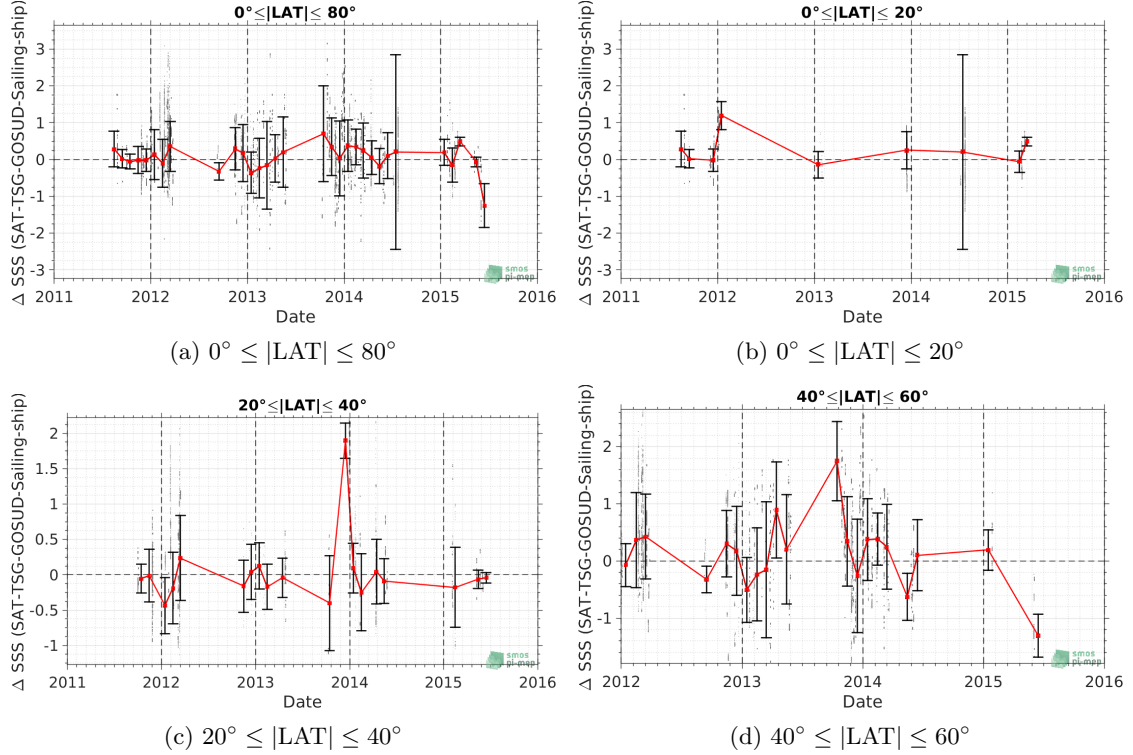 0°≤|LAT|≤ 80°
Δ SSS (SAT-TSG-GOSUD-Sailing-ship)
3
2
1
0
-1
-2
-3
smos
pi-mep
2011 2012 2013 2014 2015 2016
Date
(a) 0° ≤ |LAT| ≤ 80°
0°≤|LAT|≤ 20°
Δ SSS (SAT-TSG-GOSUD-Sailing-ship)
3
2
1
0
-1
-2
-3
smos
pi-mep
2011 2012 2013 2014 2015 2016
Date
(b) 0° ≤ |LAT| ≤ 20°
20°≤|LAT|≤ 40°
Δ SSS (SAT-TSG-GOSUD-Sailing-ship)
2
1.5
1
0.5
0
-0.5
-1
smos
pi-mep
2011 2012 2013 2014 2015 2016
Date
(c) 20° ≤ |LAT| ≤ 40°
40°≤|LAT|≤ 60°
Δ SSS (SAT-TSG-GOSUD-Sailing-ship)
2
1
0
-1
smos
pi-mep
2012 2013 2014 2015 2016
Date
(d) 40° ≤ |LAT| ≤ 60°